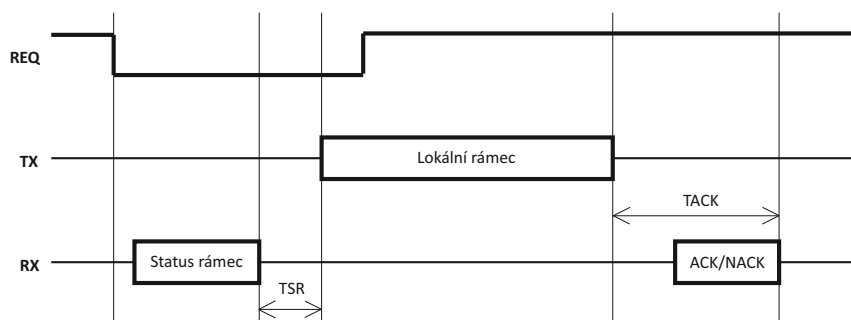 REQ
TX
Lokální rámec
TACK
RX
Status rámec
ACK/NACK
TSR